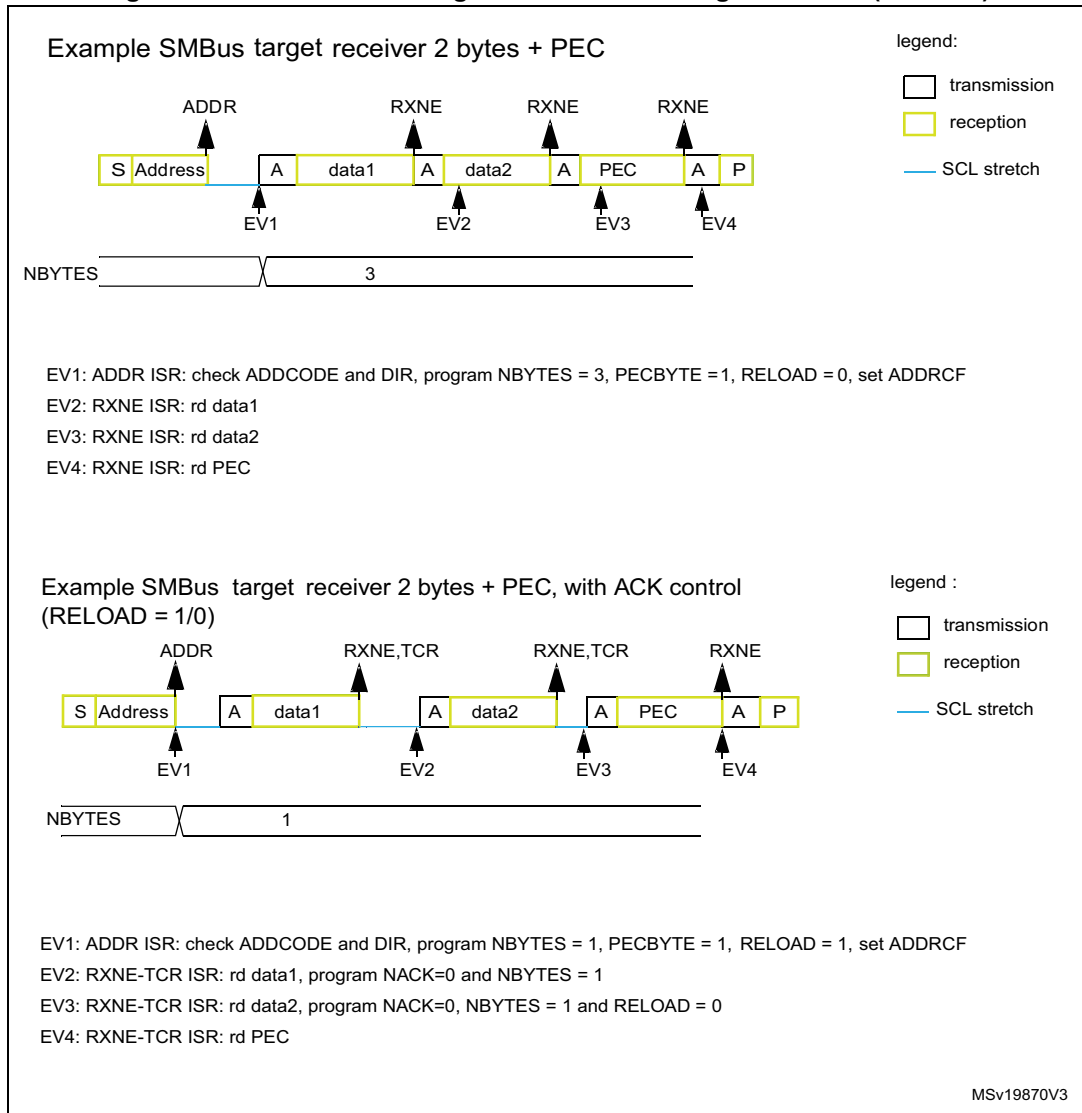 Example SMBus target receiver 2 bytes + PEC
legend:
transmission
reception
SCL stretch
ADDR RXNE RXNE RXNE
S Address A data1 A data2 A PEC A P
EV1 EV2 EV3 EV4
NBYTES 3
EV1: ADDR ISR: check ADDCODE and DIR, program NBYTES = 3, PECBYTE =1, RELOAD = 0, set ADDRCF
EV2: RXNE ISR: rd data1
EV3: RXNE ISR: rd data2
EV4: RXNE ISR: rd PEC
Example SMBus target receiver 2 bytes + PEC, with ACK control
(RELOAD = 1/0)
legend :
transmission
reception
SCL stretch
ADDR RXNE,TCR RXNE,TCR RXNE
S Address A data1 A data2 A PEC A P
EV1 EV2 EV3 EV4
NBYTES 1
EV1: ADDR ISR: check ADDCODE and DIR, program NBYTES = 1, PECBYTE = 1, RELOAD = 1, set ADDRCF
EV2: RXNE-TCR ISR: rd data1, program NACK=0 and NBYTES = 1
EV3: RXNE-TCR ISR: rd data2, program NACK=0, NBYTES = 1 and RELOAD = 0
EV4: RXNE-TCR ISR: rd PEC
MSv19870V3